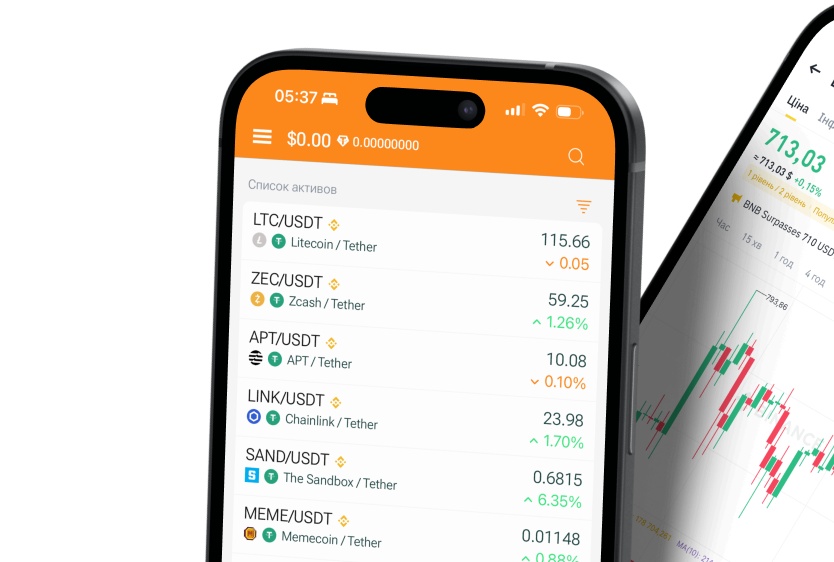 05:37
$0.00 0.00000000
Список активов
LTC/USDT
Litecoin / Tether
115.66
0.05
ZEC/USDT
Zcash / Tether
59.25
1.26%
APT/USDT
APT / Tether
10.08
0.10%
LINK/USDT
Chainlink / Tether
23.98
1.70%
SAND/USDT
The Sandbox / Tether
0.6815
6.35%
MEME/USDT
Memecoin / Tether
0.01148
0.88%
Ціна
713,03
≈ 713,03 $ +0,15%
1 рівень / 2 рівень
BNB Surpasses 710 USD
Час 15 хв 1 год 4 год
793,86